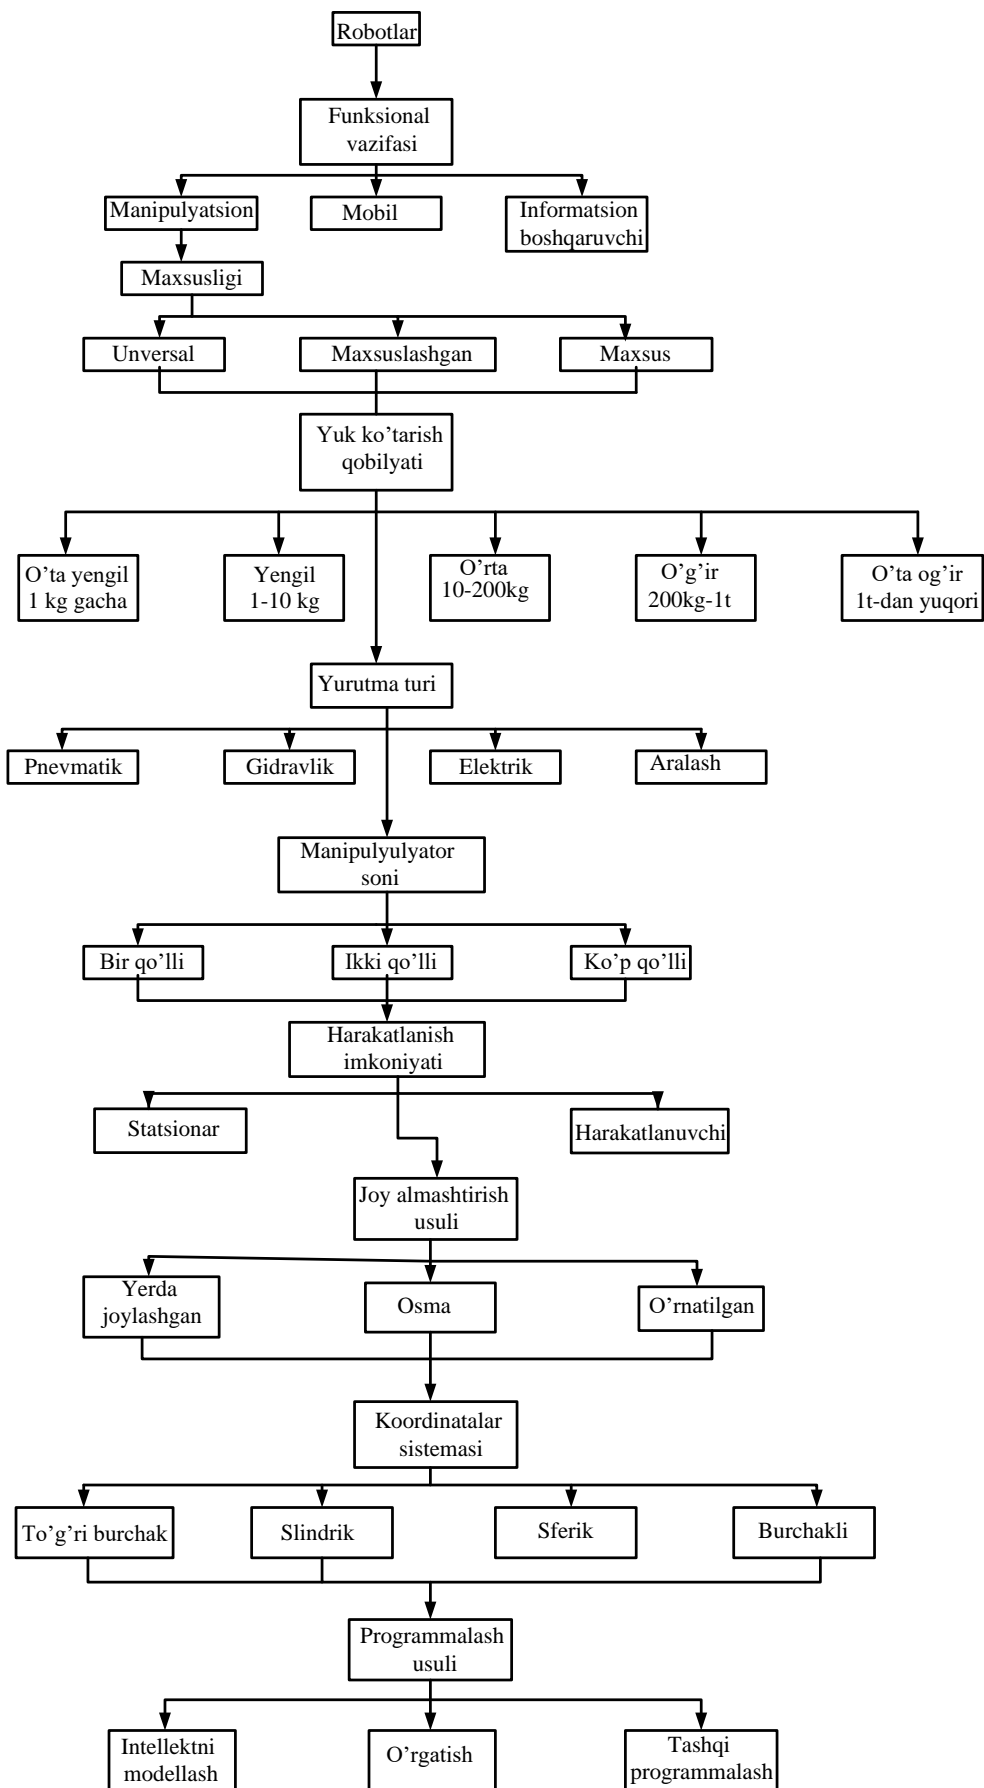 Robotlar
Funksional
vazifasi
Manipulyatsion
Mobil
Informatsion
boshqaruvchi
Maxsusligi
Unversal
Maxsuslashgan
Maxsus
Yuk ko’tarish
qobilyati
O’ta yengil
1 kg gacha
Yengil
1-10 kg
O’rta
10-200kg
O’g’ir
200kg-1t
O’ta og’ir
1t-dan yuqori
Yurutma turi
Pnevmatik
Gidravlik
Elektrik
Aralash
Manipulyulyator
soni
Bir qo’lli
Ikki qo’lli
Ko’p qo’lli
Harakatlanish
imkoniyati
Statsionar
Harakatlanuvchi
Joy almashtirish
usuli
Yerda
joylashgan
Osma
O’rnatilgan
Koordinatalar
sistemasi
To’g’ri burchak
Slindrik
Sferik
Burchakli
Programmalash
usuli
Intellektni
modellash
O’rgatish
Tashqi
programmalash